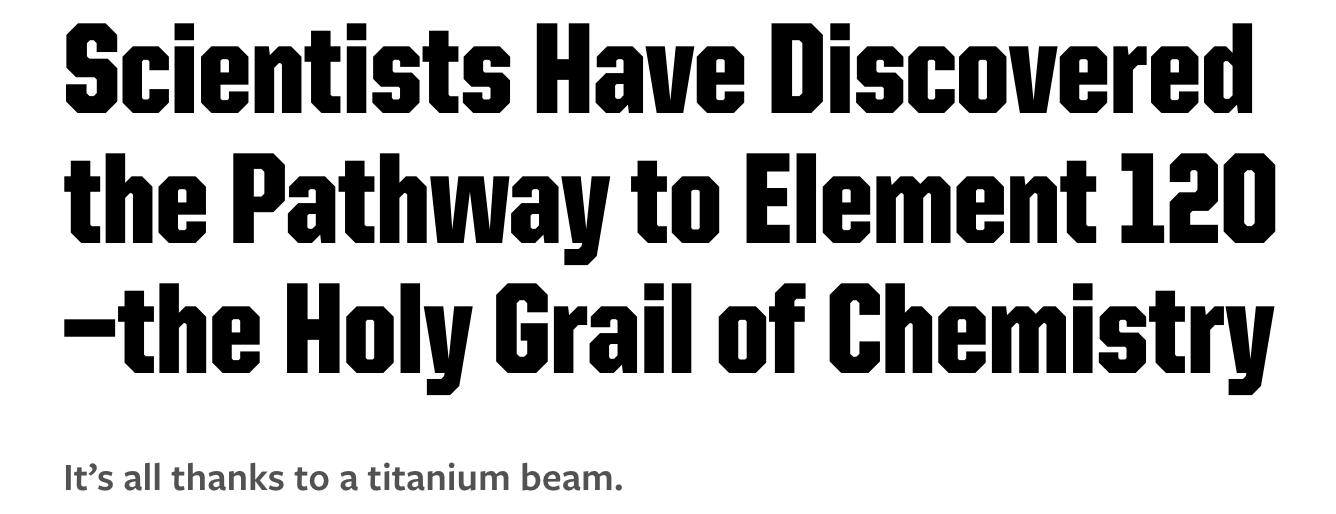 Scientists Have Discovered
the Pathway to Element 120
—the Holy Grail of Chemistry
It’s all thanks to a titanium beam.